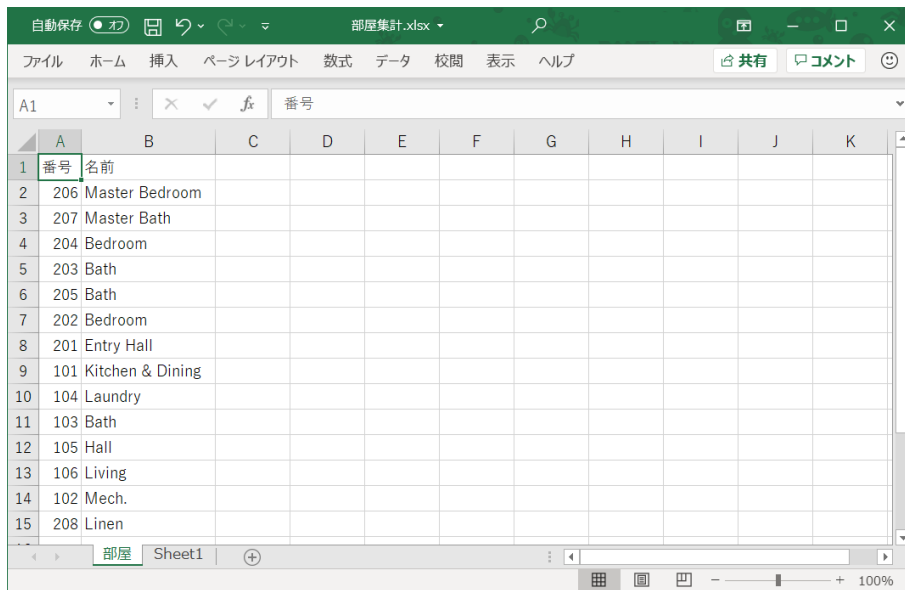 自動保存 オフ 部屋集計.xlsx
ファイル ホーム 挿入 ページ レイアウト 数式 データ 校閲 表示 ヘルプ 共有 コメント
A1 fx 番号
A B C D E F G H I J K
1 番号 名前
2 206 Master Bedroom
3 207 Master Bath
4 204 Bedroom
5 203 Bath
6 205 Bath
7 202 Bedroom
8 201 Entry Hall
9 101 Kitchen & Dining
10 104 Laundry
11 103 Bath
12 105 Hall
13 106 Living
14 102 Mech.
15 208 Linen
部屋 Sheet1
100%